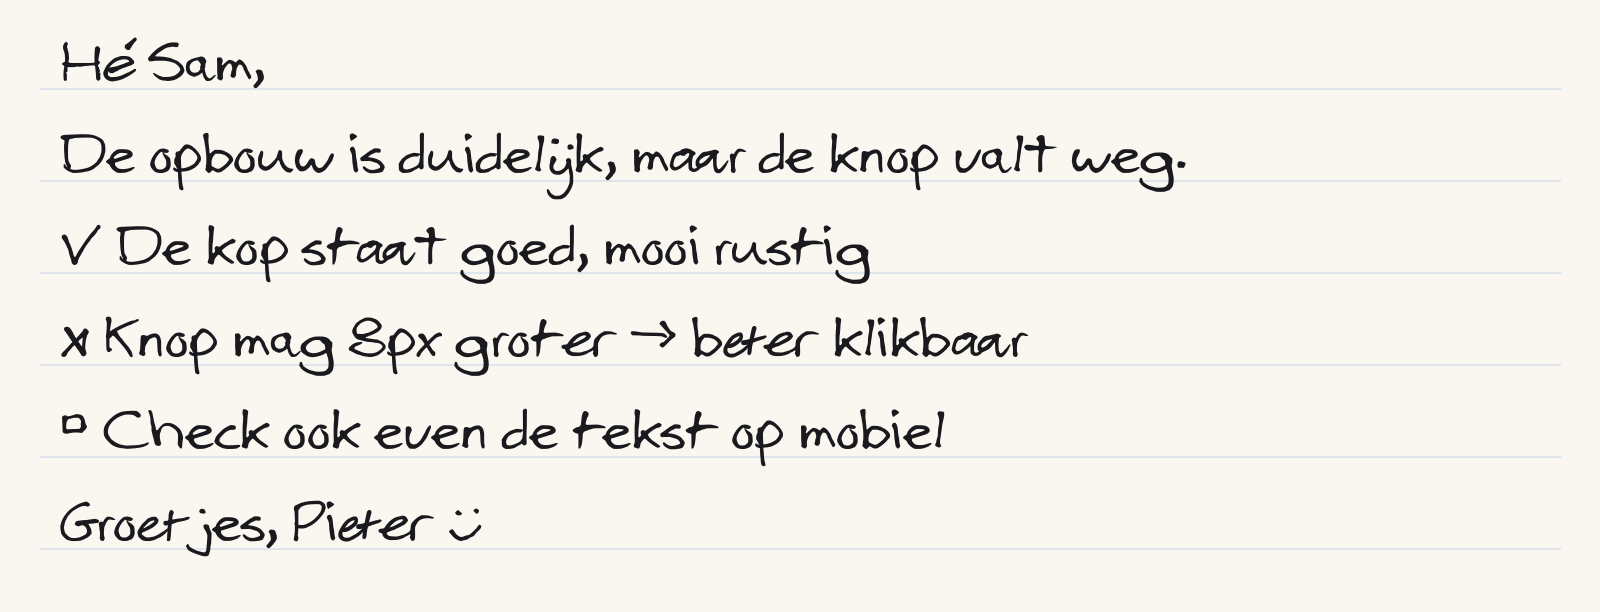 Hé Sam,
De opbouw is duidelijk, maar de knop valt weg.
✓ De kop staat goed, mooi rustig
x Knop mag 8px groter → beter klikbaar
☐ Check ook even de tekst op mobiel
Groetjes, Pieter :)